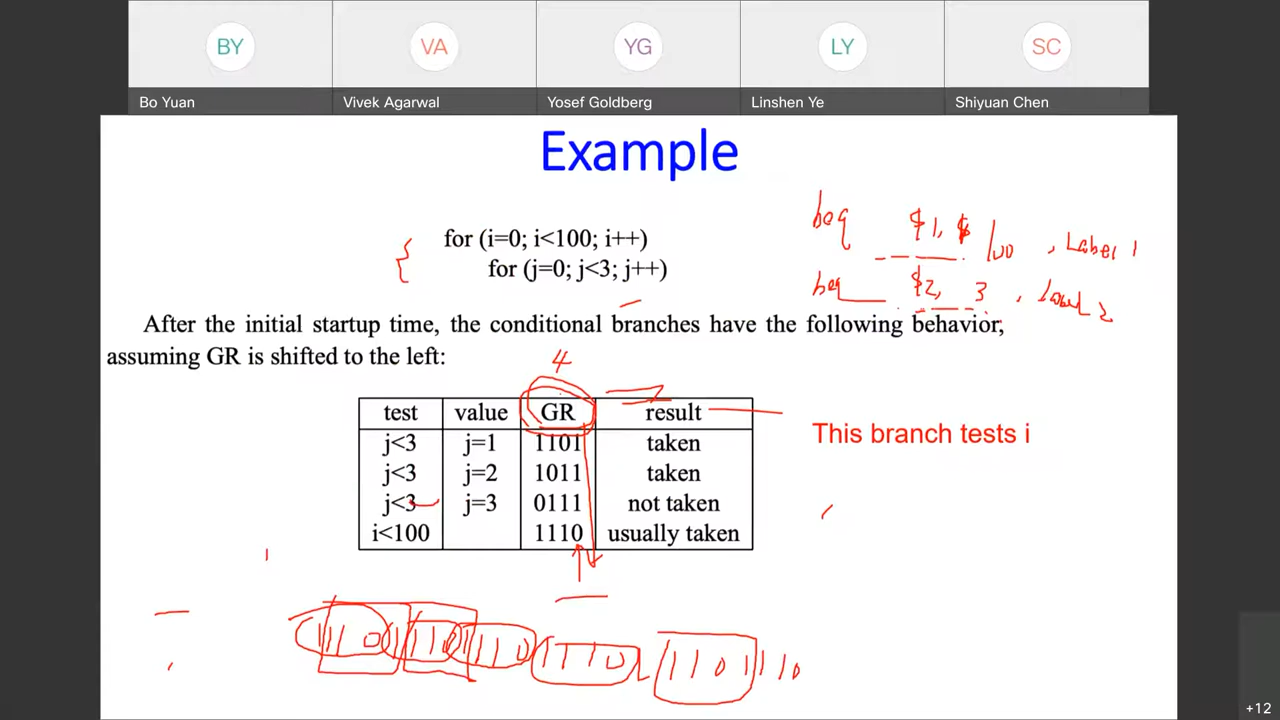 BY VA YG LY SC
Bo Yuan Vivek Agarwal Yosef Goldberg Linshen Ye Shiyuan Chen
Example
for (i=0; i<100; i++)
for (j=0; j<3; j++)
beq $1, 100, Label 1
beq $2, 3, label 2
After the initial startup time, the conditional branches have the following behavior,
assuming GR is shifted to the left:
4
test value GR result
j<3 j=1 1101 taken
j<3 j=2 1011 taken
j<3 j=3 0111 not taken
i<100 1110 usually taken
This branch tests i
1110 1110 1110 1110 1101110
+12